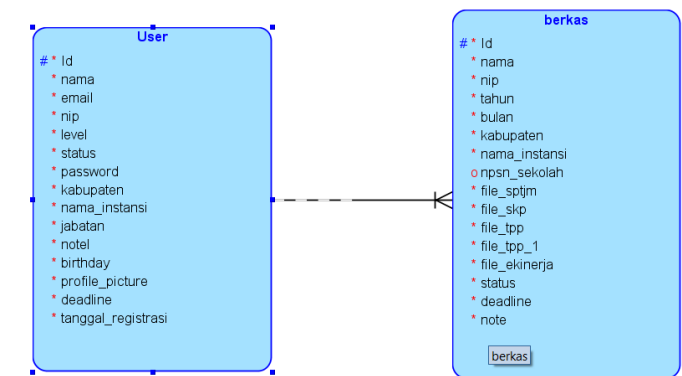 User
# * Id
* nama
* email
* nip
* level
* status
* password
* kabupaten
* nama_instansi
* jabatan
* notel
* birthday
* profile_picture
* deadline
* tanggal_registrasi
berkas
# * Id
* nama
* nip
* tahun
* bulan
* kabupaten
* nama_instansi
o npsn_sekolah
* file_sptjm
* file_skp
* file_tpp
* file_tpp_1
* file_ekinerja
* status
* deadline
* note
berkas